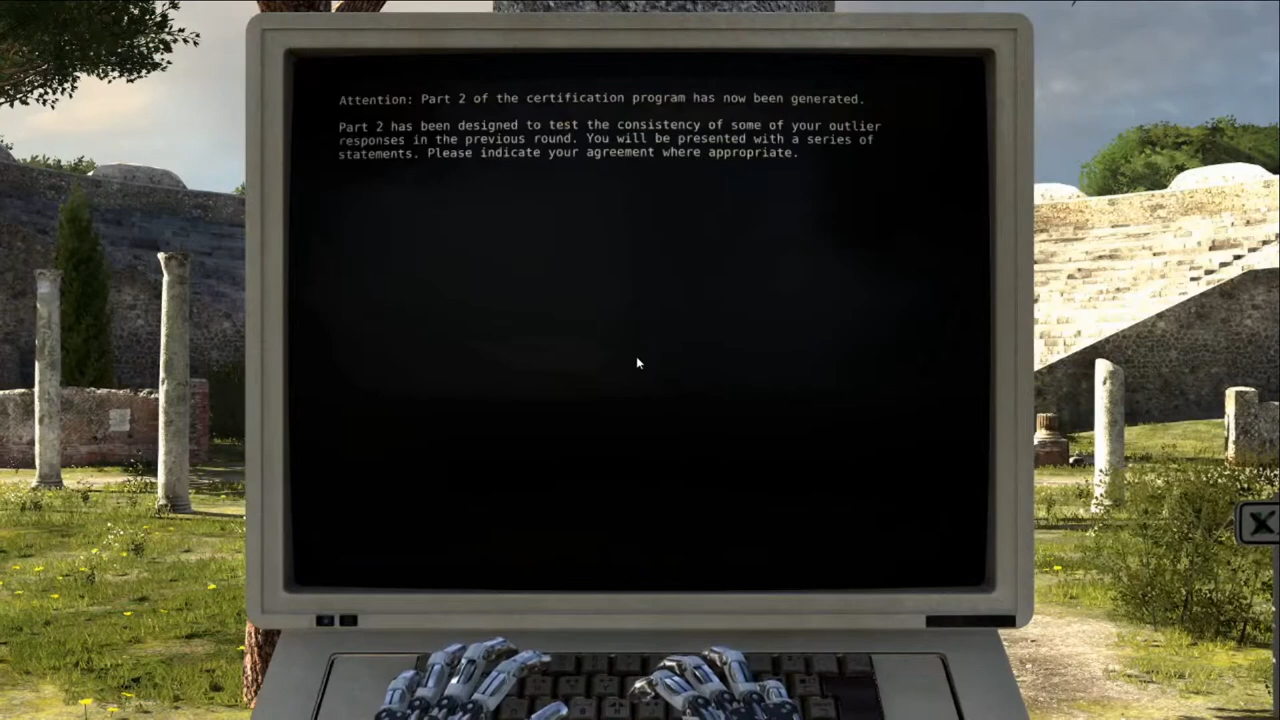 Attention: Part 2 of the certification program has now been generated.
Part 2 has been designed to test the consistency of some of your outlier
responses in the previous round. You will be presented with a series of
statements. Please indicate your agreement where appropriate.
X